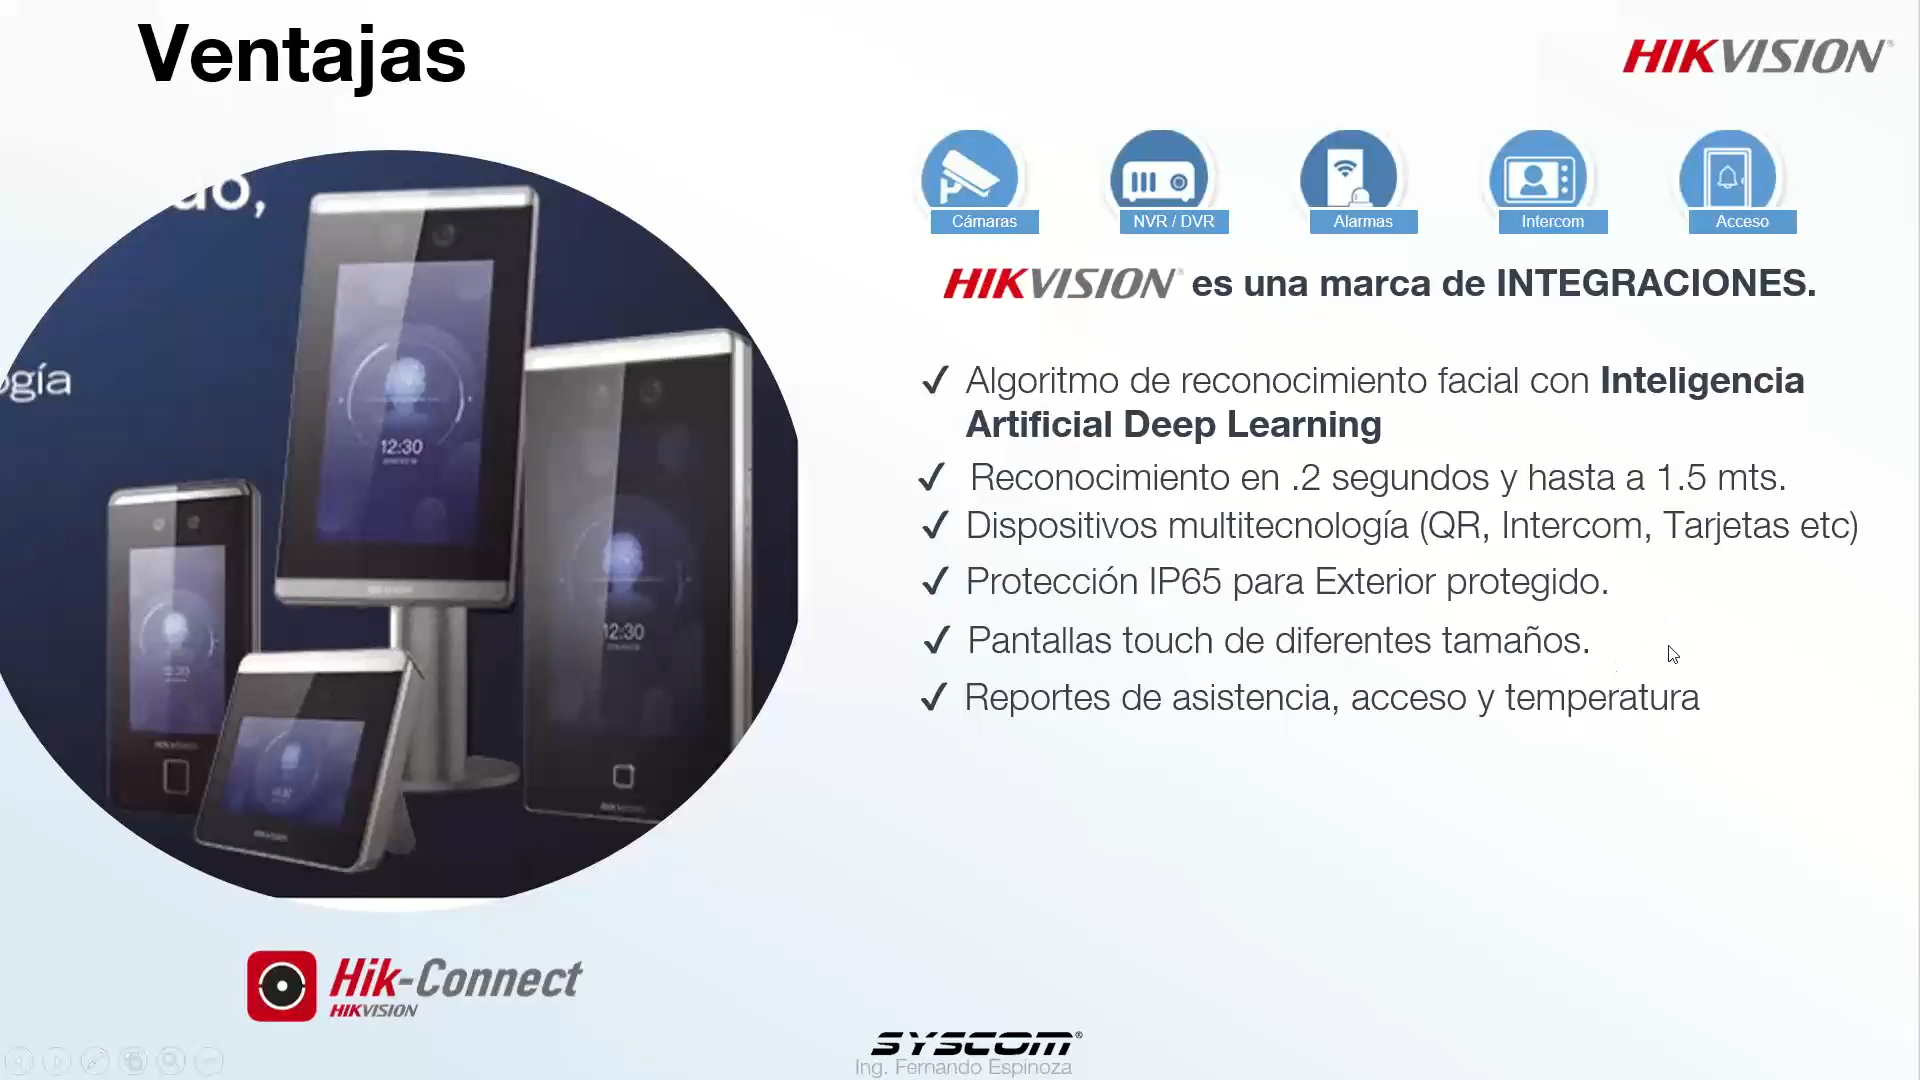 Ventajas
HIKVISION
Cámaras
NVR / DVR
Alarmas
Intercom
Acceso
HIKVISION es una marca de INTEGRACIONES.
✓ Algoritmo de reconocimiento facial con Inteligencia
Artificial Deep Learning
✓ Reconocimiento en .2 segundos y hasta a 1.5 mts.
✓ Dispositivos multitecnología (QR, Intercom, Tarjetas etc)
✓ Protección IP65 para Exterior protegido.
✓ Pantallas touch de diferentes tamaños.
✓ Reportes de asistencia, acceso y temperatura
ogía
12:30
12:30
12:30
Hik-Connect
HIKVISION
SYSCOM
Ing. Fernando Espinoza